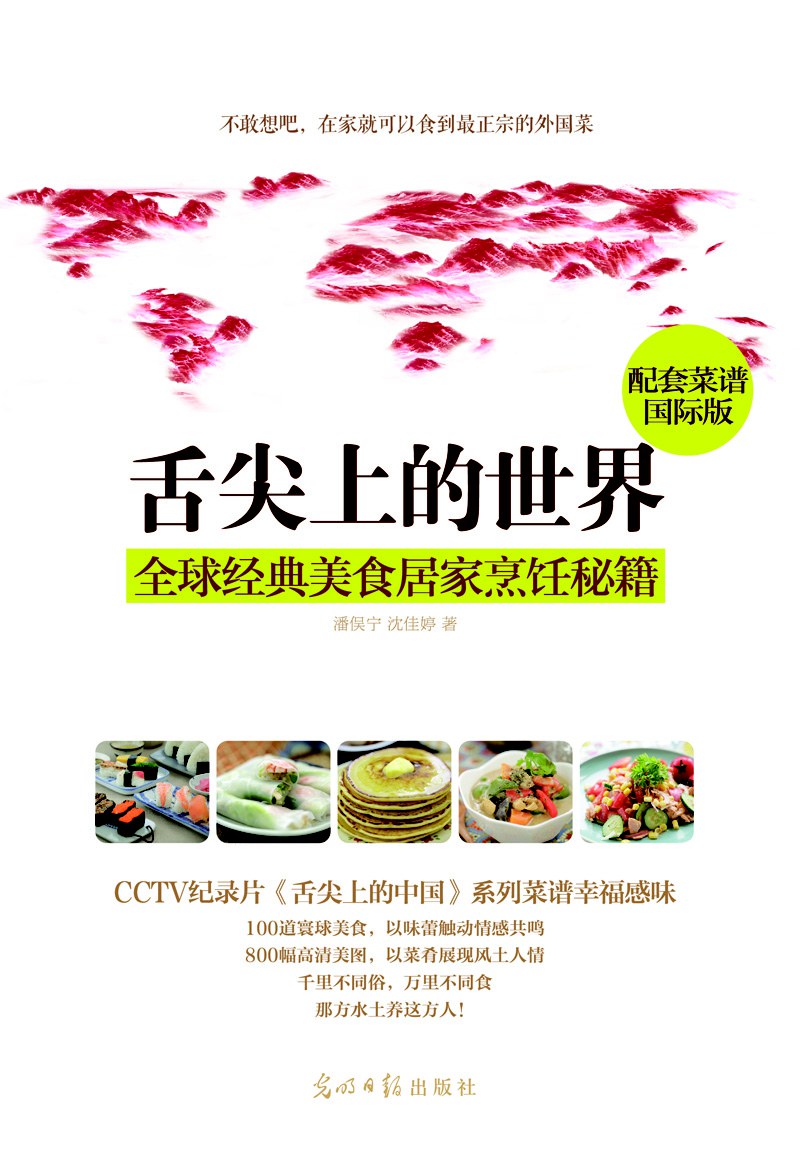 不敢想吧，在家就可以食到最正宗的外国菜
配套菜谱
国际版
舌尖上的世界
全球经典美食居家烹饪秘籍
潘俣宁 沈佳婷 著
CCTV纪录片《舌尖上的中国》系列菜谱幸福感味
100道寰球美食，以味蕾触动情感共鸣
800幅高清美图，以菜肴展现风土人情
千里不同俗，万里不同食
那方水土养这方人！
光明日报出版社